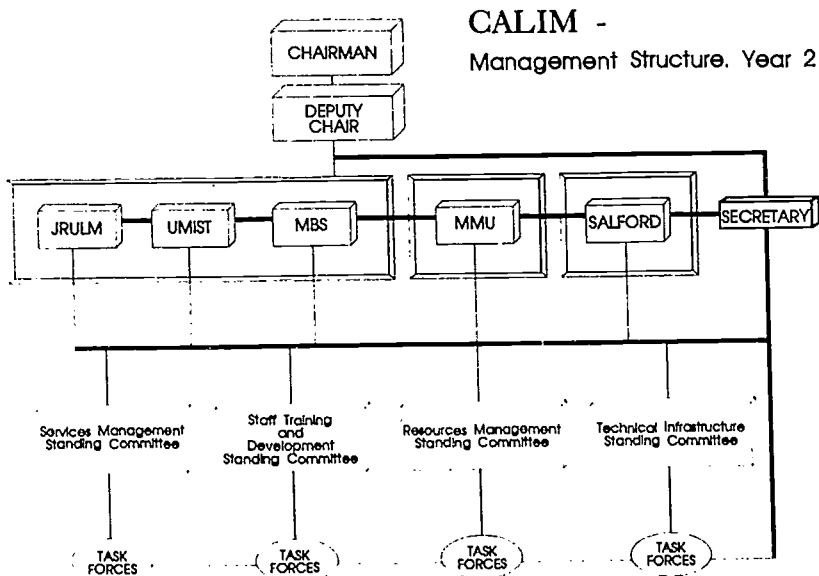 CALIM -
Management Structure. Year 2
CHAIRMAN
DEPUTY
CHAIR
JRULM
UMIST
MBS
MMU
SALFORD
SECRETARY
Services Management
Standing Committee
Staff Training
and
Development
Standing Committee
Resources Management
Standing Committee
Technical Infrastructure
Standing Committee
TASK
FORCES
TASK
FORCES
TASK
FORCES
TASK
FORCES